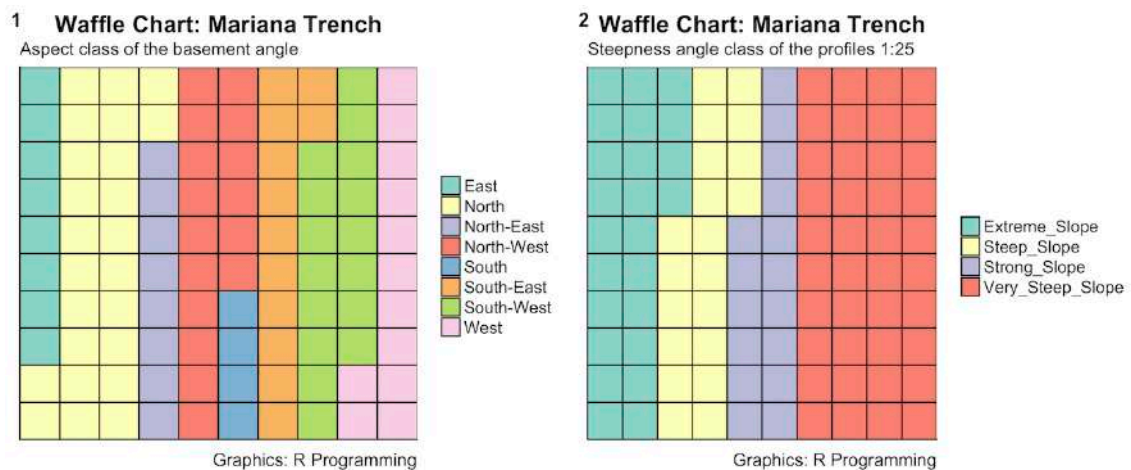 1 Waffle Chart: Mariana Trench
Aspect class of the basement angle
East
North
North-East
North-West
South
South-East
South-West
West
Graphics: R Programming
2 Waffle Chart: Mariana Trench
Steepness angle class of the profiles 1:25
Extreme_Slope
Steep_Slope
Strong_Slope
Very_Steep_Slope
Graphics: R Programming